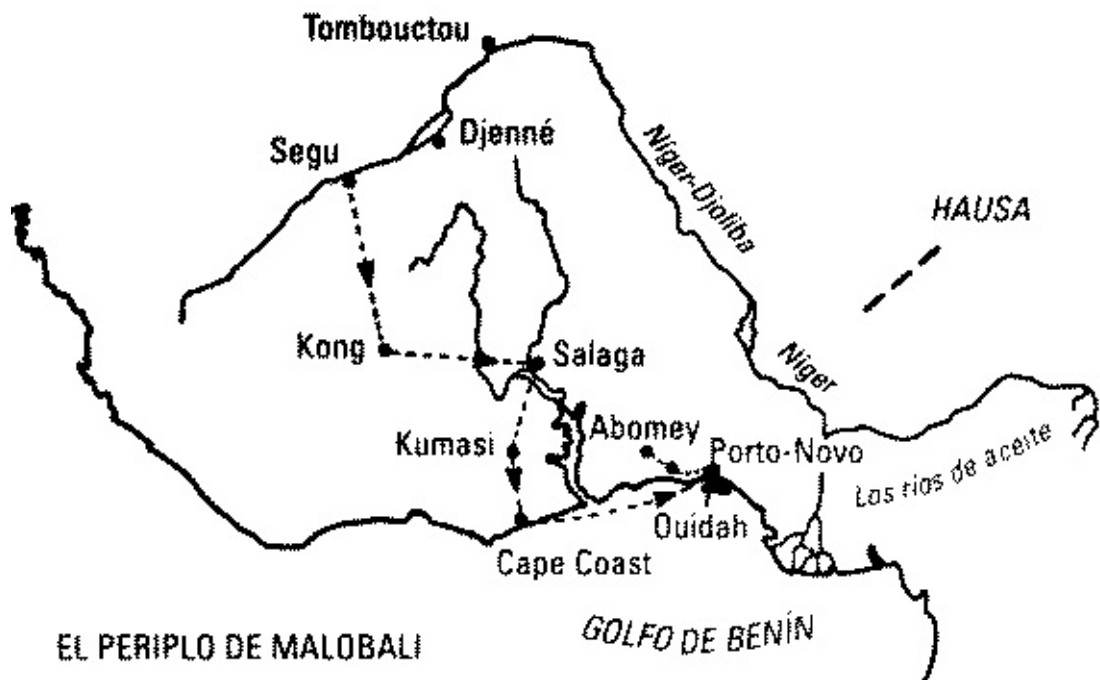 Tombouctou
Djenné
Segu
Niger-Djoliba
HAUSA
Kong
Salaga
Niger
Kumasi
Abomey
Porto-Novo
Los ríos de aceite
Ouidah
Cape Coast
GOLFO DE BENÍN
EL PERIPLO DE MALOBALI